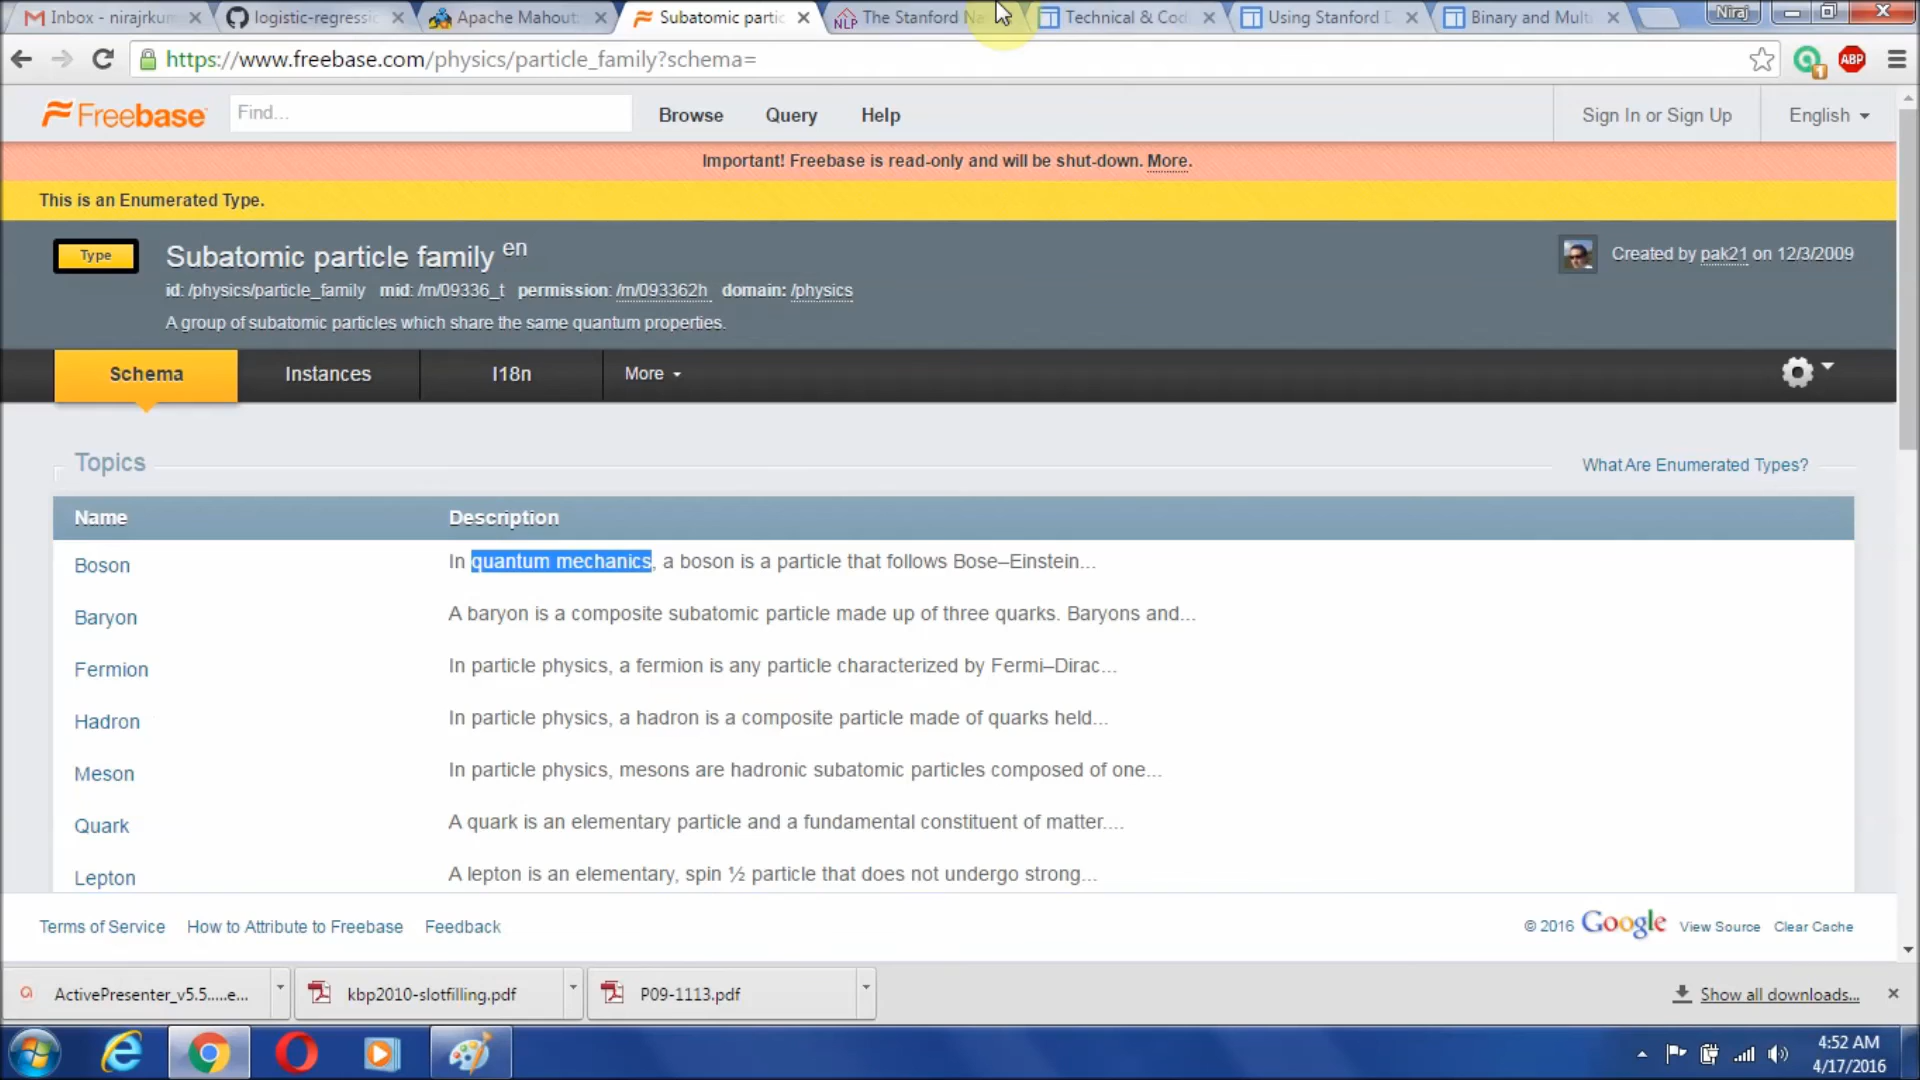 Inbox - nirajkum
logistic-regressic
Apache Mahout:
Subatomic partic
The Stanford Na
Technical & Cod
Using Stanford D
Binary and Multi
Niraj
https://www.freebase.com/physics/particle_family?schema=
1
ABP
Freebase
Find...
Browse
Query
Help
Sign In or Sign Up
English
Important! Freebase is read-only and will be shut-down. More.
This is an Enumerated Type.
Type
Subatomic particle family en
Created by pak21 on 12/3/2009
id: /physics/particle_family mid: /m/09336_t permission: /m/093362h domain: /physics
A group of subatomic particles which share the same quantum properties.
Schema
Instances
I18n
More
Topics
What Are Enumerated Types?
Name
Description
Boson
In quantum mechanics, a boson is a particle that follows Bose–Einstein...
Baryon
A baryon is a composite subatomic particle made up of three quarks. Baryons and...
Fermion
In particle physics, a fermion is any particle characterized by Fermi–Dirac...
Hadron
In particle physics, a hadron is a composite particle made of quarks held...
Meson
In particle physics, mesons are hadronic subatomic particles composed of one...
Quark
A quark is an elementary particle and a fundamental constituent of matter....
Lepton
A lepton is an elementary, spin ½ particle that does not undergo strong...
Terms of Service
How to Attribute to Freebase
Feedback
© 2016 Google
View Source
Clear Cache
ActivePresenter_v5.5.....e...
kbp2010-slotfilling.pdf
P09-1113.pdf
Show all downloads...
4:52 AM
4/17/2016